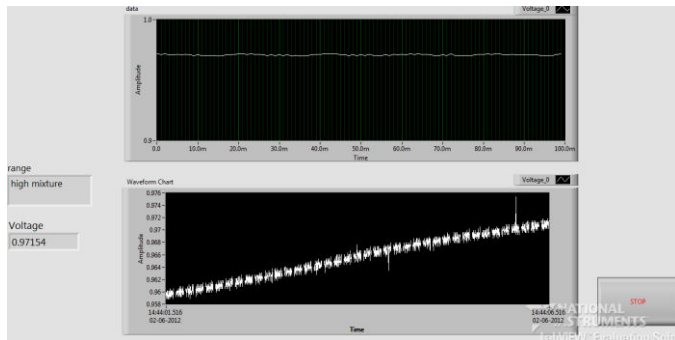 data
Voltage_0
1.0
Amplitude
0.9
0.0 10.0m 20.0m 30.0m 40.0m 50.0m 60.0m 70.0m 80.0m 90.0m 100.0m
Time
range
high mixture
Voltage
0.97154
Waveform Chart
Voltage_0
0.976
0.974
0.972
0.97
0.968
0.966
0.964
0.962
0.96
0.958
Amplitude
14:44:01.516
02-06-2012
14:44:06.516
02-06-2012
Time
STOP
NATIONAL
INSTRUMENTS
LabVIEW Evaluation Soft